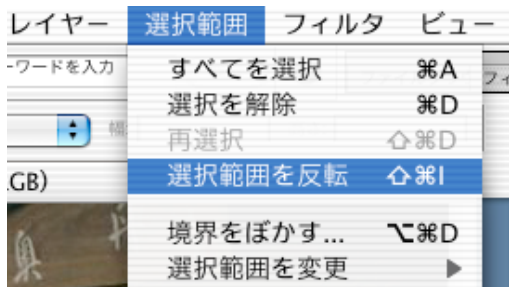 レイヤー 選択範囲 フィルタ ビュー
ーワードを入力
すべてを選択 ⌘A
選択を解除 ⌘D
再選択 ⇧⌘D
選択範囲を反転 ⇧⌘I
GB)
境界をぼかす... ⌥⌘D
選択範囲を変更 ▶